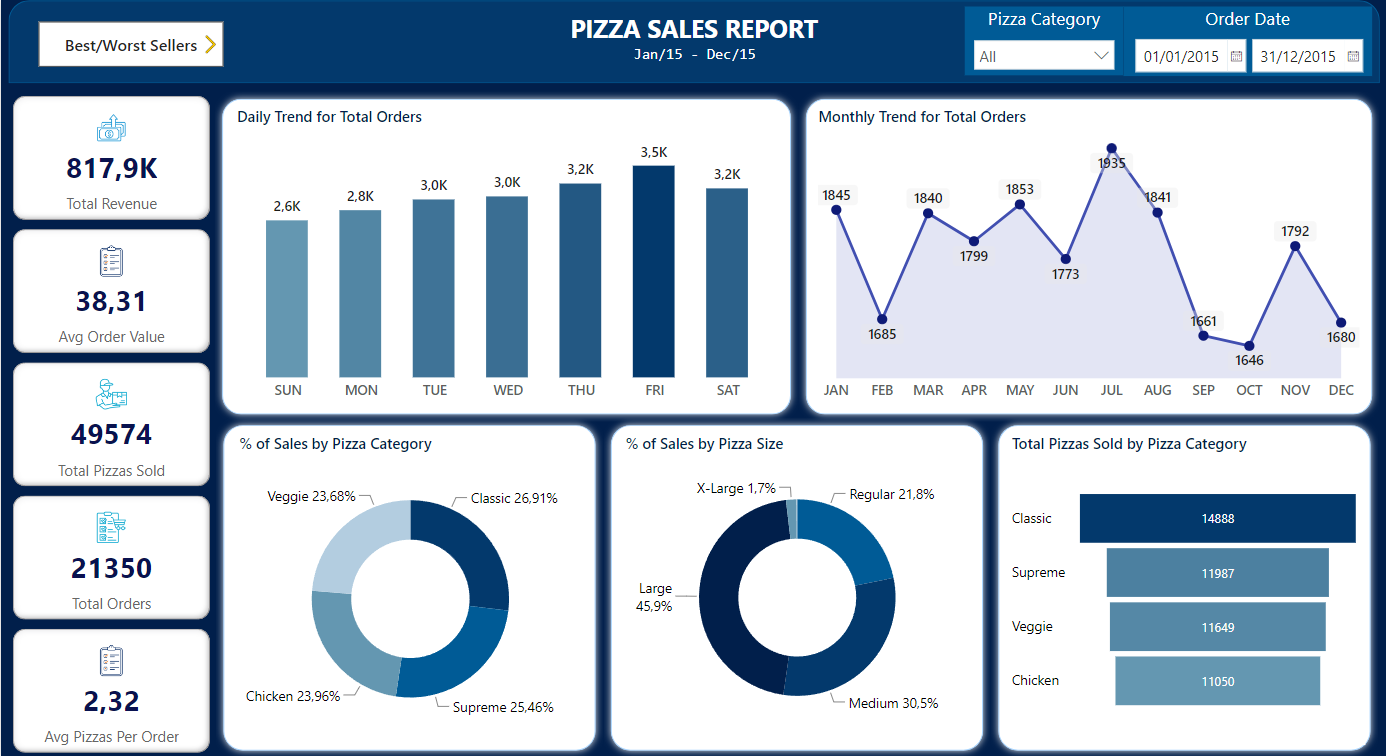 Best/Worst Sellers
PIZZA SALES REPORT
Jan/15 - Dec/15
Pizza Category
All
Order Date
01/01/2015
31/12/2015
817,9K
Total Revenue
38,31
Avg Order Value
49574
Total Pizzas Sold
21350
Total Orders
2,32
Avg Pizzas Per Order
Daily Trend for Total Orders
2,6K
2,8K
3,0K
3,0K
3,2K
3,5K
3,2K
SUN
MON
TUE
WED
THU
FRI
SAT
Monthly Trend for Total Orders
1845
1685
1840
1799
1853
1773
1935
1841
1661
1646
1792
1680
JAN
FEB
MAR
APR
MAY
JUN
JUL
AUG
SEP
OCT
NOV
DEC
% of Sales by Pizza Category
Veggie 23,68%
Classic 26,91%
Chicken 23,96%
Supreme 25,46%
% of Sales by Pizza Size
X-Large 1,7%
Regular 21,8%
Large
45,9%
Medium 30,5%
Total Pizzas Sold by Pizza Category
Classic
14888
Supreme
11987
Veggie
11649
Chicken
11050